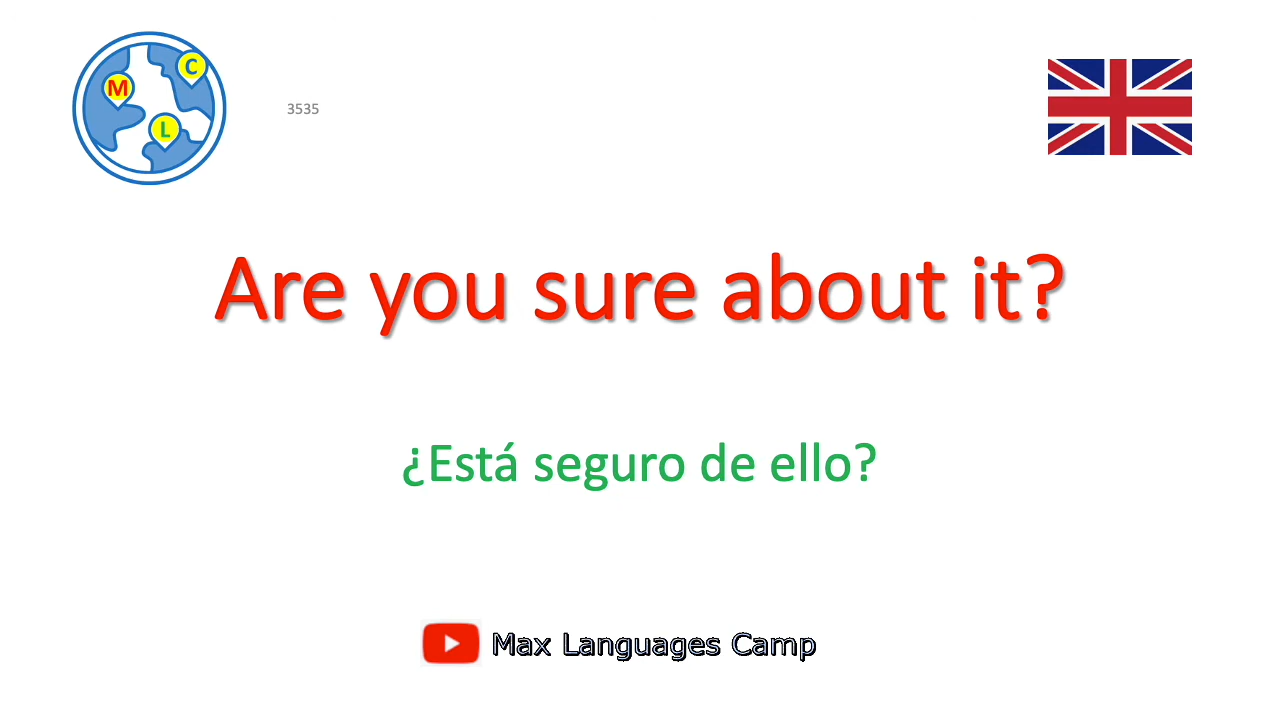 M
C
L
3535
Are you sure about it?
¿Está seguro de ello?
Max Languages Camp